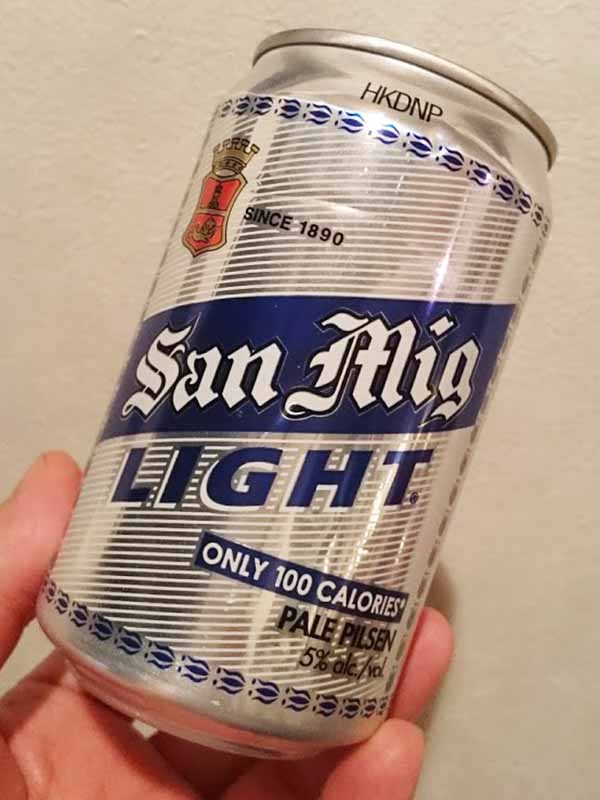 HKDNP
SINCE 1890
San Mig
LIGHT®
ONLY 100 CALORIES*
PALE PILSEN
5% alc./vol.